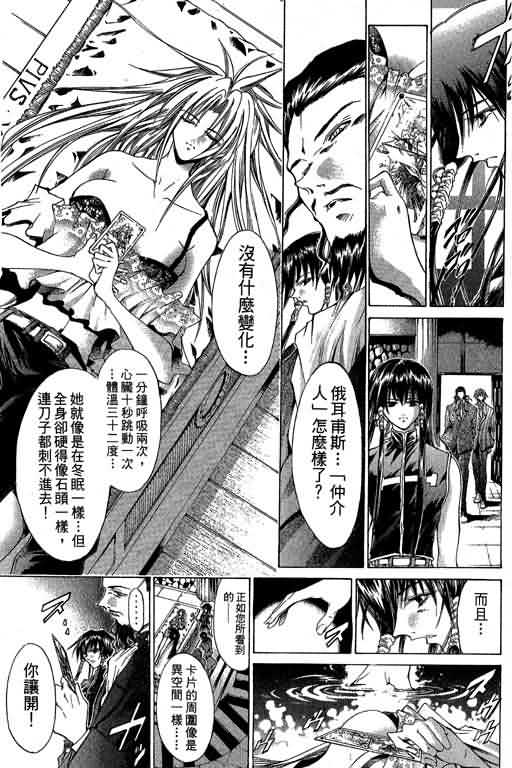 俄耳甫斯…「仲介
人」怎麼樣了？
沒有什麼變化…
一分鐘呼吸兩次，
心臟十秒跳動一次
…體溫三十二度…
她就像是在冬眠一樣…但
全身卻硬得像石頭一樣，
連刀子都刺不進去！
而且…
正如您所看到
的——
卡片的周圍像是
異空間一樣…
………
你讓開！